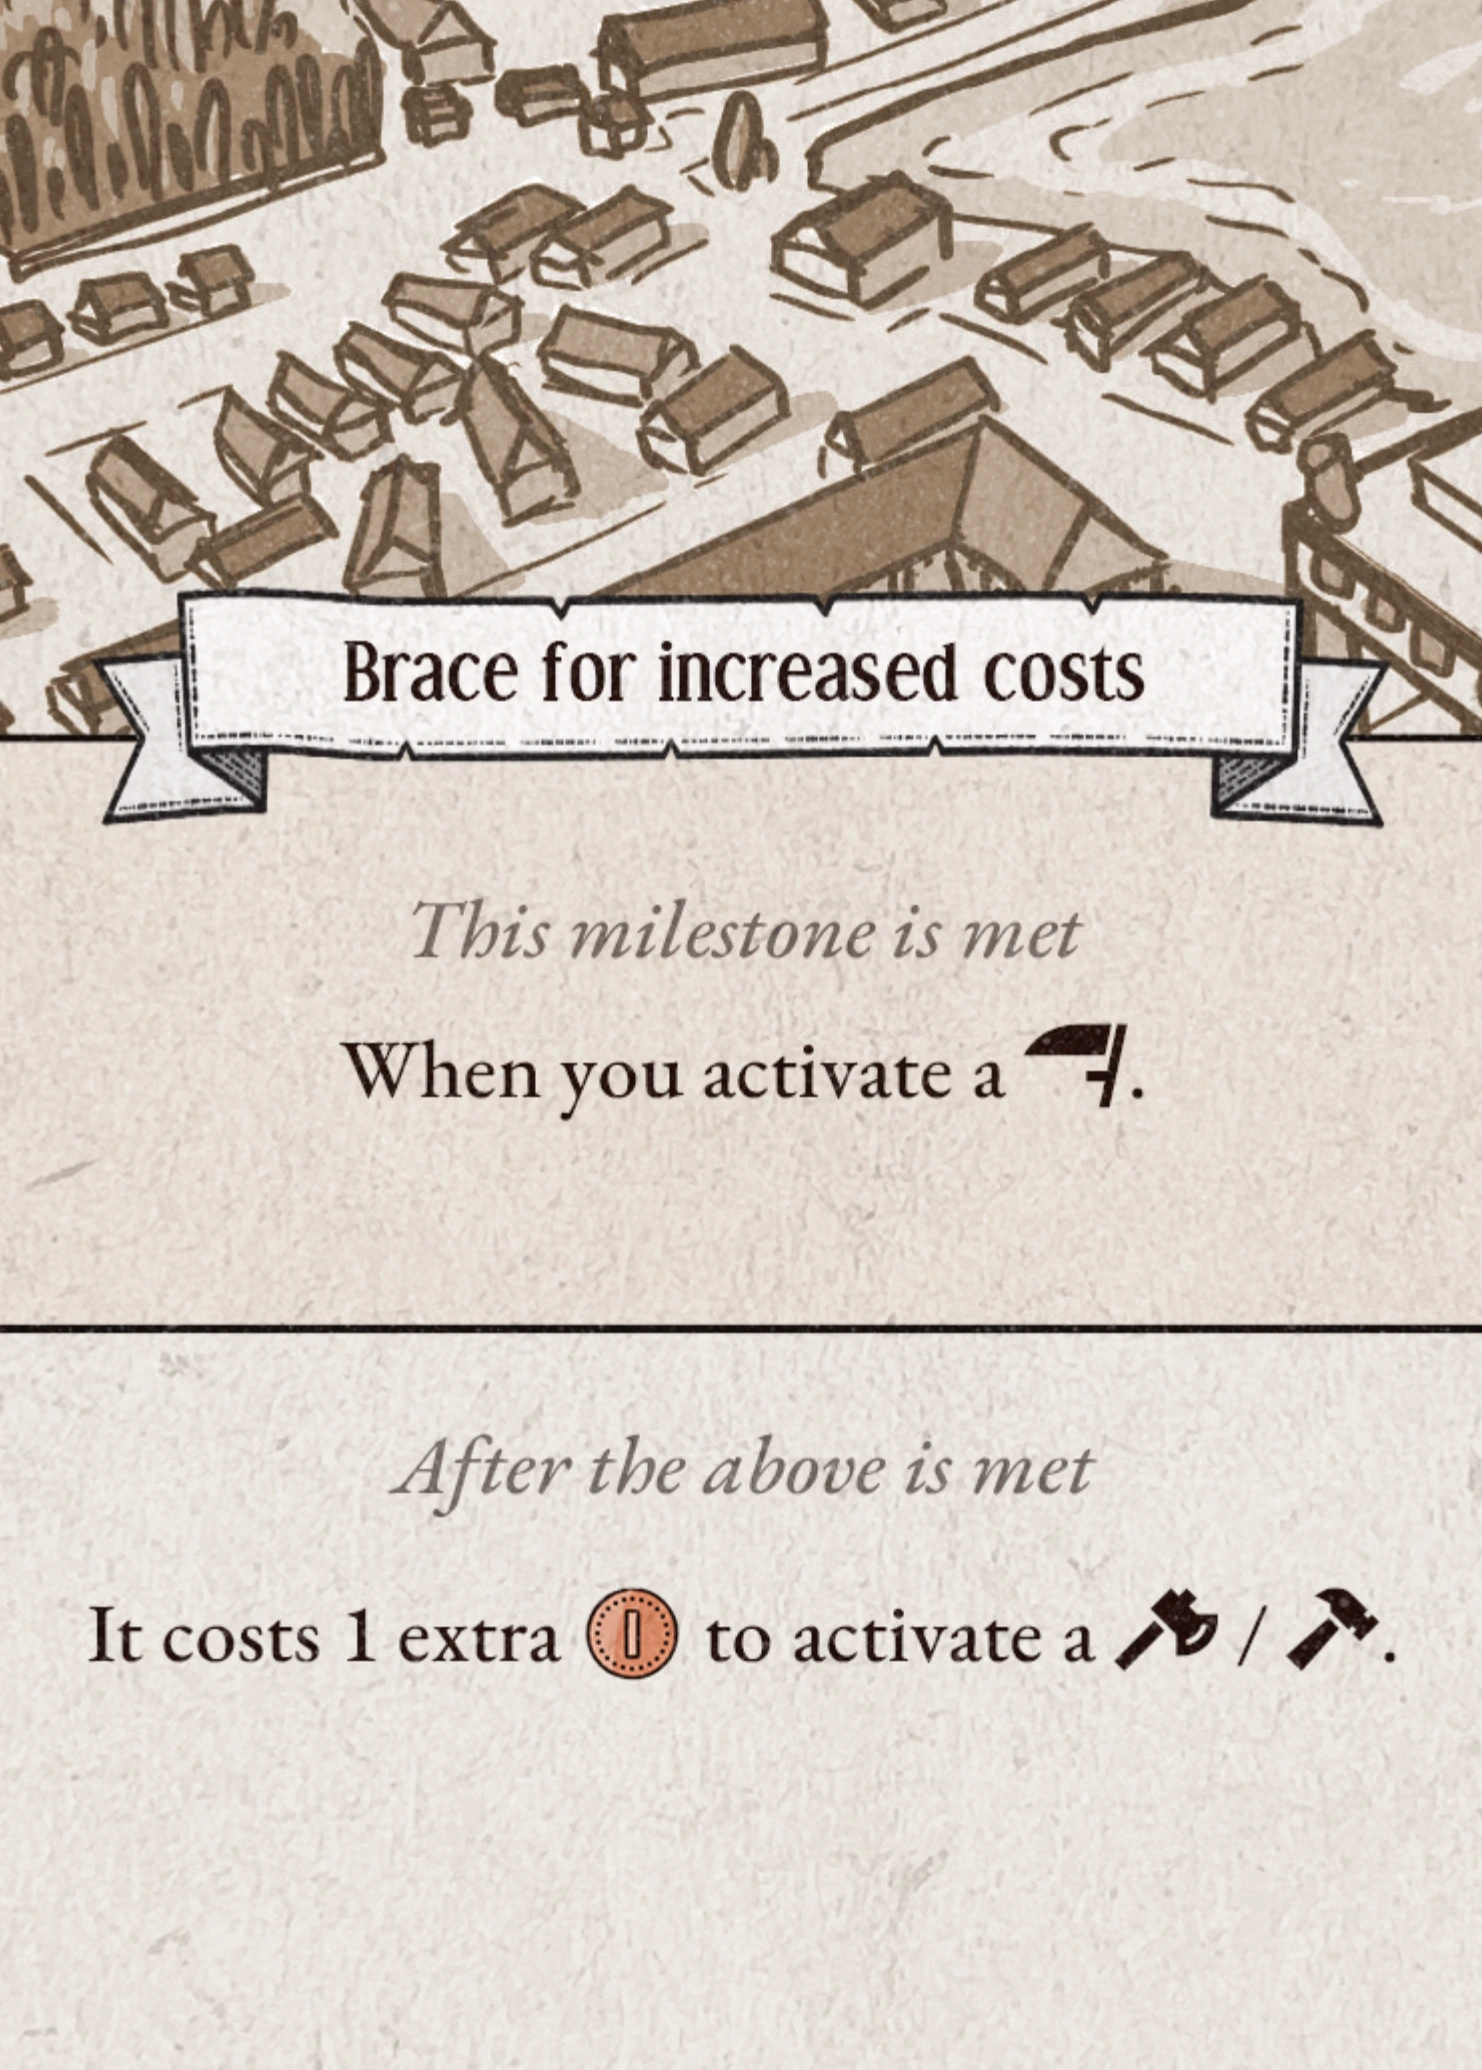 Brace for increased costs
This milestone is met
When you activate a .
After the above is met
It costs 1 extra 1 to activate a / .